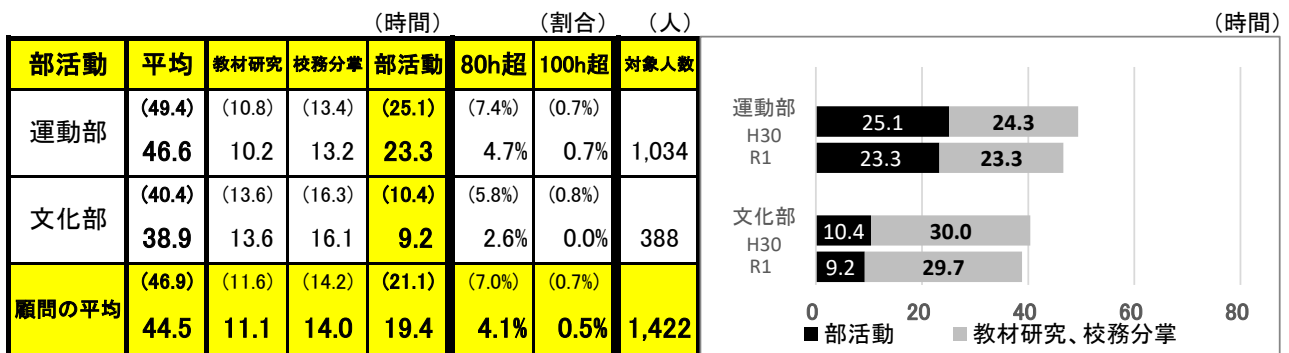 （時間） （割合） （人） （時間）
部活動 平均 教材研究 校務分掌 部活動 80h超 100h超 対象人数
運動部 (49.4) (10.8) (13.4) (25.1) (7.4%) (0.7%)
46.6 10.2 13.2 23.3 4.7% 0.7% 1,034
文化部 (40.4) (13.6) (16.3) (10.4) (5.8%) (0.8%)
38.9 13.6 16.1 9.2 2.6% 0.0% 388
顧問の平均 (46.9) (11.6) (14.2) (21.1) (7.0%) (0.7%)
44.5 11.1 14.0 19.4 4.1% 0.5% 1,422
運動部
H30 25.1 24.3
R1 23.3 23.3
文化部
H30 10.4 30.0
R1 9.2 29.7
0 20 40 60 80
■部活動 ■教材研究、校務分掌